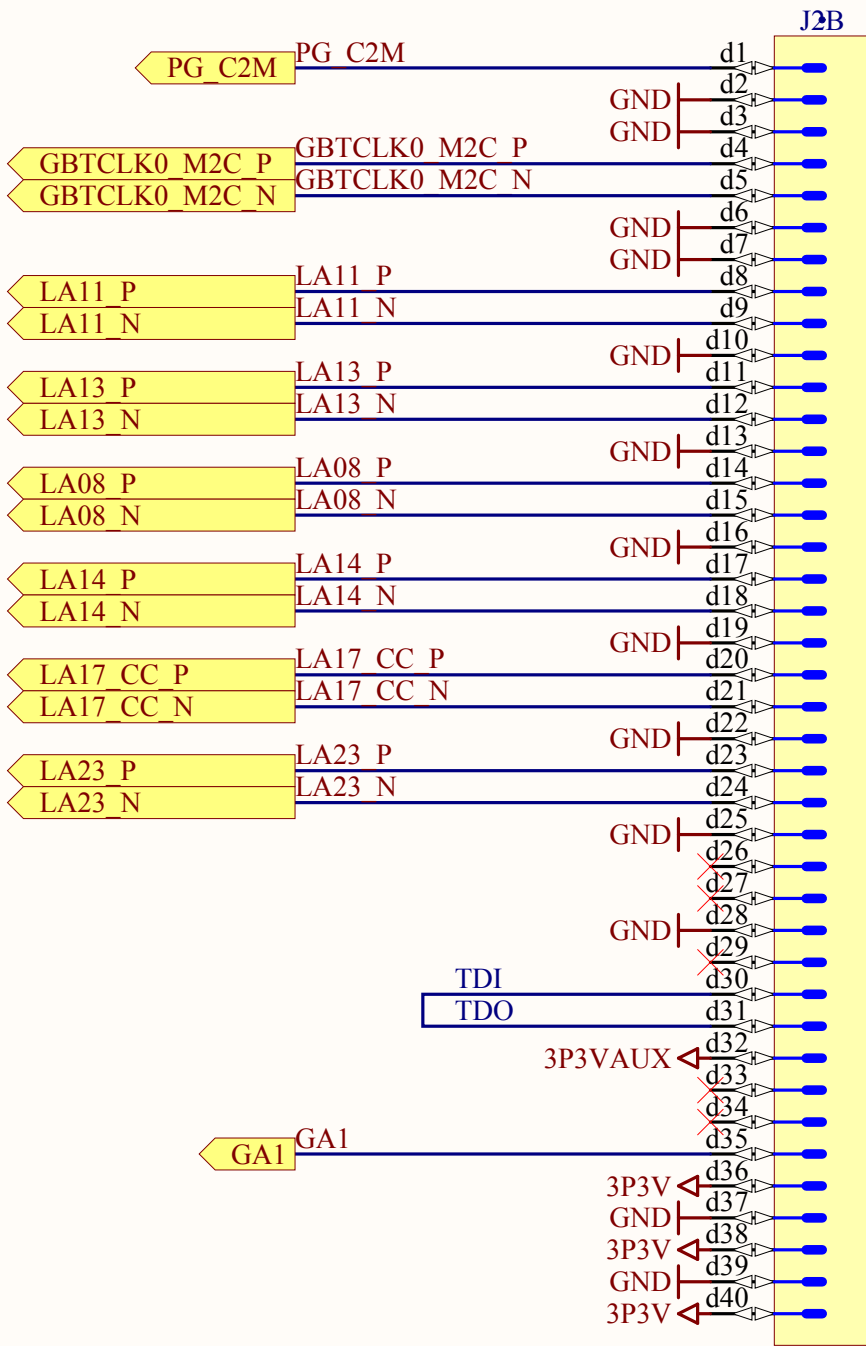 J2B
PG_C2M PG_C2M d1
GND d2
GND d3
GBTCLK0_M2C_P GBTCLK0_M2C_P d4
GBTCLK0_M2C_N GBTCLK0_M2C_N d5
GND d6
GND d7
LA11_P LA11_P d8
LA11_N LA11_N d9
GND d10
LA13_P LA13_P d11
LA13_N LA13_N d12
GND d13
LA08_P LA08_P d14
LA08_N LA08_N d15
GND d16
LA14_P LA14_P d17
LA14_N LA14_N d18
GND d19
LA17_CC_P LA17_CC_P d20
LA17_CC_N LA17_CC_N d21
GND d22
LA23_P LA23_P d23
LA23_N LA23_N d24
GND d25
d26
d27
GND d28
d29
TDI d30
TDO d31
3P3VAUX d32
d33
d34
GA1 GA1 d35
3P3V d36
GND d37
3P3V d38
GND d39
3P3V d40